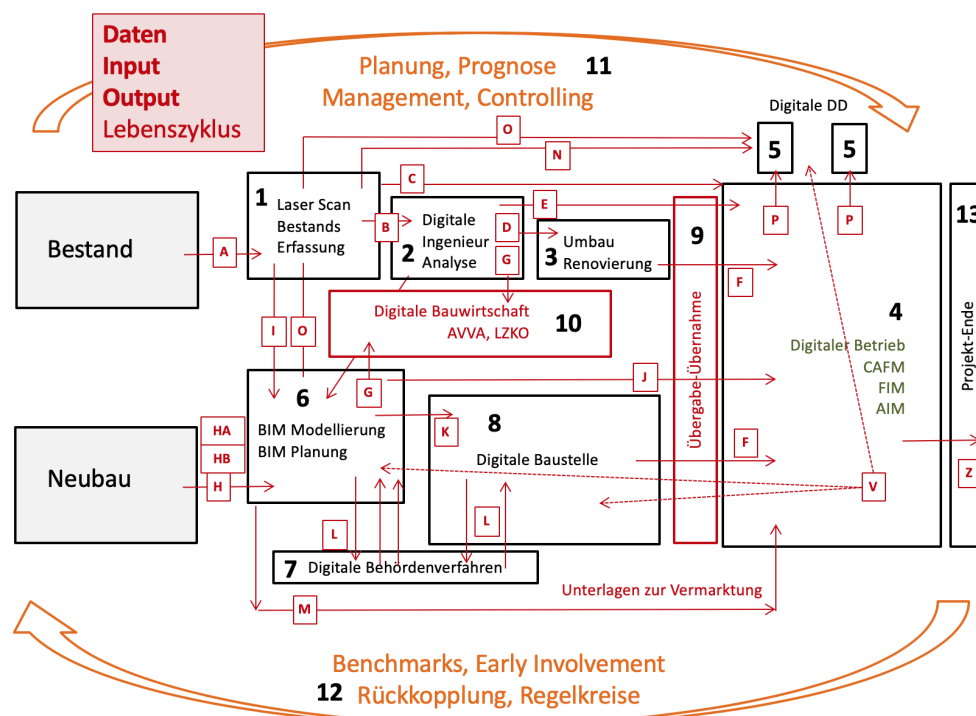 Daten
Input
Output
Lebenszyklus
Planung, Prognose 11
Management, Controlling
Digitale DD
5
5
O
N
C
E
P
P
Bestand
A
1
Laser Scan
Bestands
Erfassung
B
2
Digitale
Ingenieur
Analyse
D
G
3
Umbau
Renovierung
F
9
Übergabe-Übernahme
4
Digitaler Betrieb
CAFM
FIM
AIM
13
Projekt-Ende
I
O
Digitale Bauwirtschaft
AVVA, LZKO
10
G
J
Neubau
HA
HB
H
6
BIM Modellierung
BIM Planung
K
8
Digitale Baustelle
F
V
Z
L
L
7 Digitale Behördenverfahren
M
Unterlagen zur Vermarktung
Benchmarks, Early Involvement
12 Rückkopplung, Regelkreise